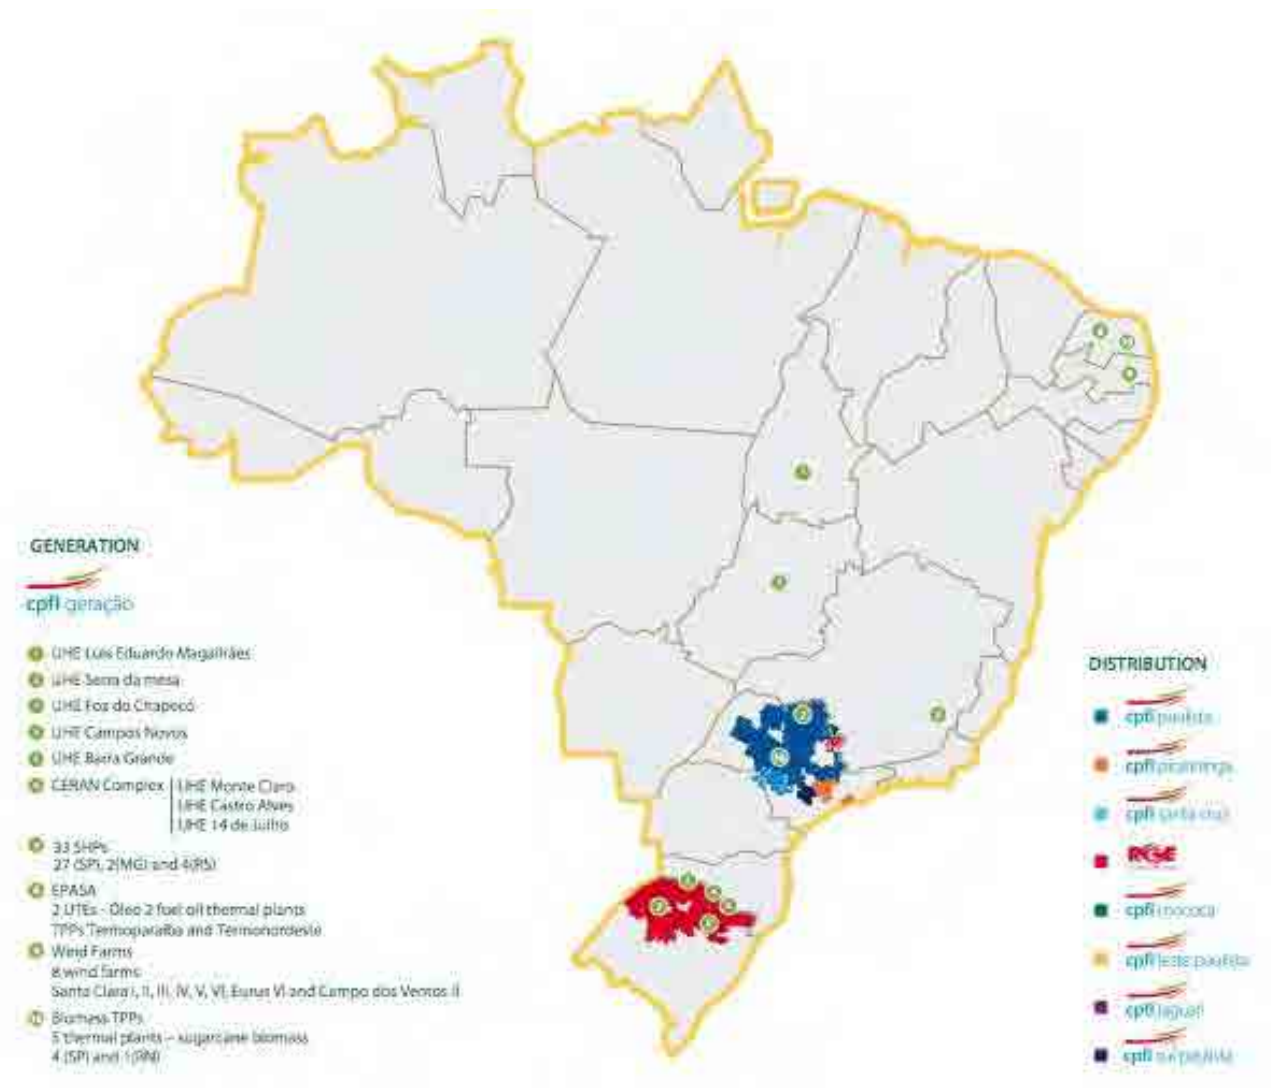 GENERATION
cpfl geração
UHE Luis Eduardo Magalhães
UHE Serra da mesa
UHE Foz do Chapecó
UHE Campos Novos
UHE Barra Grande
CERAN Complex
UHE Monte Claro
UHE Castro Alves
UHE 14 de Julho
33 SHPs
27 (SP), 2(MG) and 4(RS)
EPASA
2 UTEs - Óleo 2 fuel oil thermal plants
TPPs Termoparaíba and Termonordeste
Wind Farms
8 wind farms
Santa Clara I, II, III, IV, V, VI, Eurus VI and Campo dos Ventos II
Biomass TPPs
5 thermal plants – sugarcane biomass
4 (SP) and 1(RN)
DISTRIBUTION
cpfl paulista
cpfl piratininga
cpfl santa cruz
RGE
cpfl mococa
cpfl leste paulista
cpfl jaguari
cpfl sul paulista